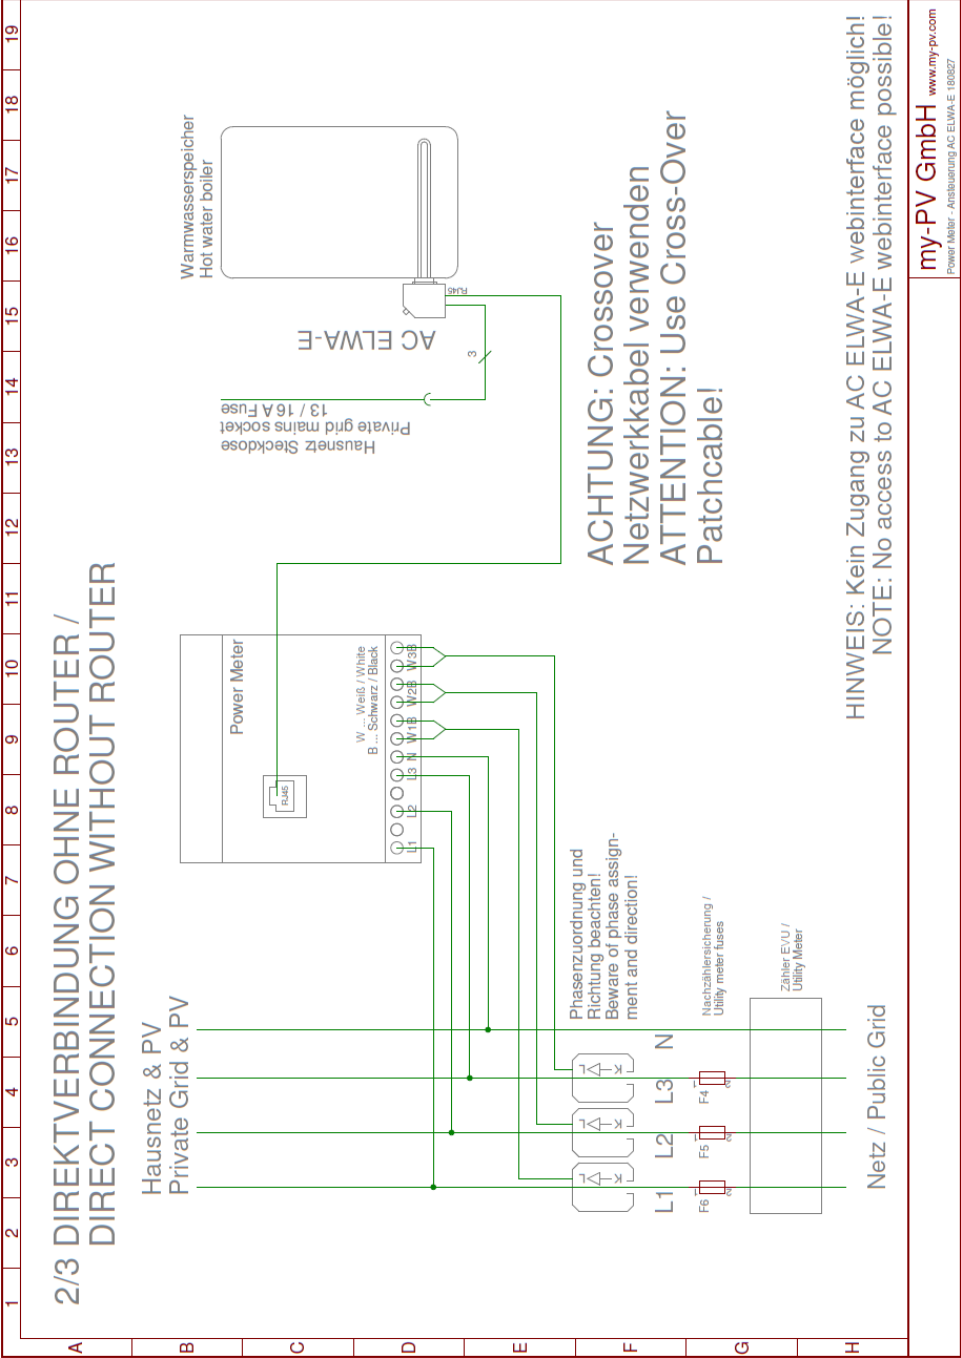 2/3 DIREKTVERBINDUNG OHNE ROUTER /
DIRECT CONNECTION WITHOUT ROUTER
Hausnetz & PV
Private Grid & PV
Power Meter
RJ45
W ... Weiß / White
B ... Schwarz / Black
L1 L2 L3 N W1B W2B W3B
Warmwasserspeicher
Hot water boiler
RJ45
AC ELWA-E
3
Hausnetz Steckdose
Private grid mains socket
13 / 16 A Fuse
ACHTUNG: Crossover
Netzwerkkabel verwenden
ATTENTION: Use Cross-Over
Patchcable!
Phasenzuordnung und
Richtung beachten!
Beware of phase assign-
ment and direction!
K L
K L
K L
L1 L2 L3 N
F6 1 2
F5 1 2
F4 1 2
Nachzählersicherung /
Utility meter fuses
Zähler EVU /
Utility Meter
Netz / Public Grid
HINWEIS: Kein Zugang zu AC ELWA-E webinterface möglich!
NOTE: No access to AC ELWA-E webinterface possible!
my-PV GmbH www.my-pv.com
Power Meter - Ansteuerung AC ELWA-E 180827
1 2 3 4 5 6 7 8 9 10 11 12 13 14 15 16 17 18 19
A
B
C
D
E
F
G
H